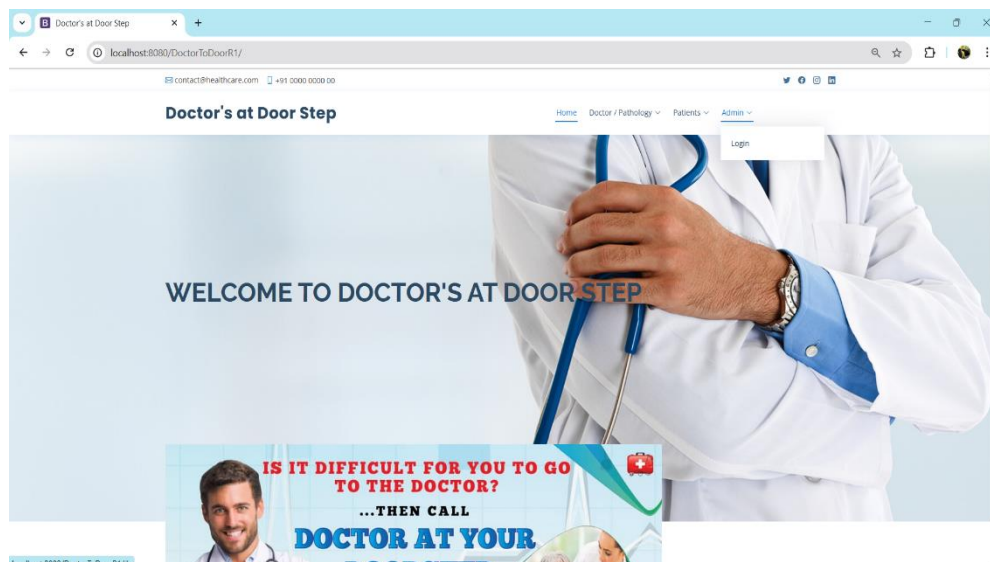 Doctor's at Door Step
localhost:8080/DoctorToDoorR1/
contact@healthcare.com +91 0000 0000 00
Doctor's at Door Step
Home Doctor / Pathology Patients Admin
Login
WELCOME TO DOCTOR'S AT DOOR STEP
IS IT DIFFICULT FOR YOU TO GO
TO THE DOCTOR?
...THEN CALL
DOCTOR AT YOUR